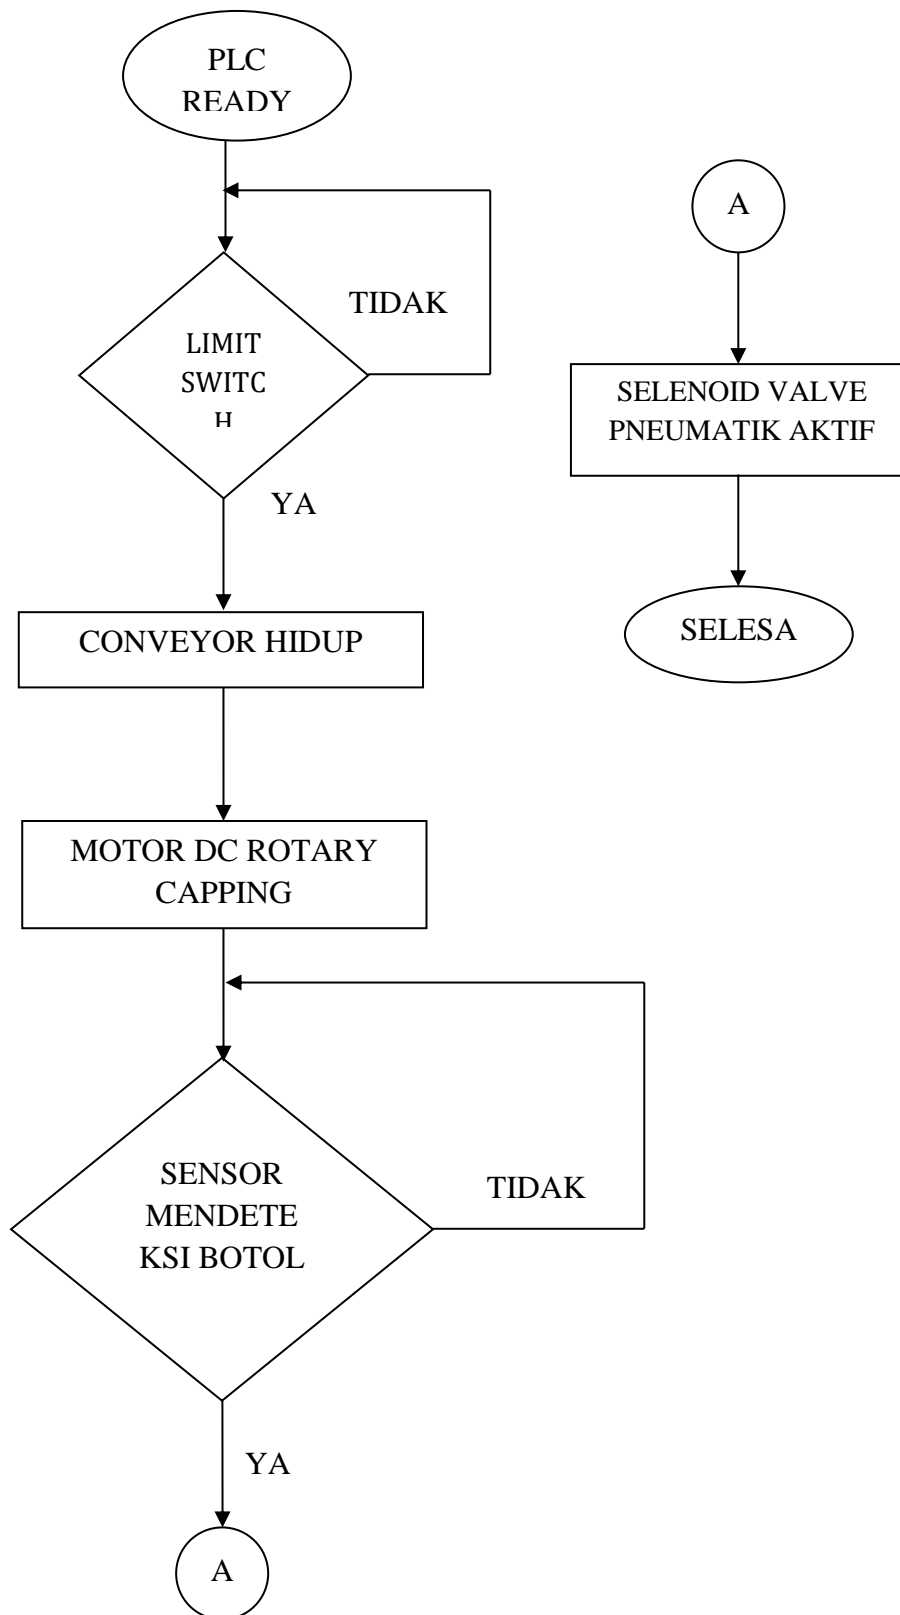 PLC
READY
TIDAK
LIMIT
SWITC
H
YA
CONVEYOR HIDUP
MOTOR DC ROTARY
CAPPING
SENSOR
MENDETE
KSI BOTOL
TIDAK
YA
A
A
SELENOID VALVE
PNEUMATIK AKTIF
SELESA